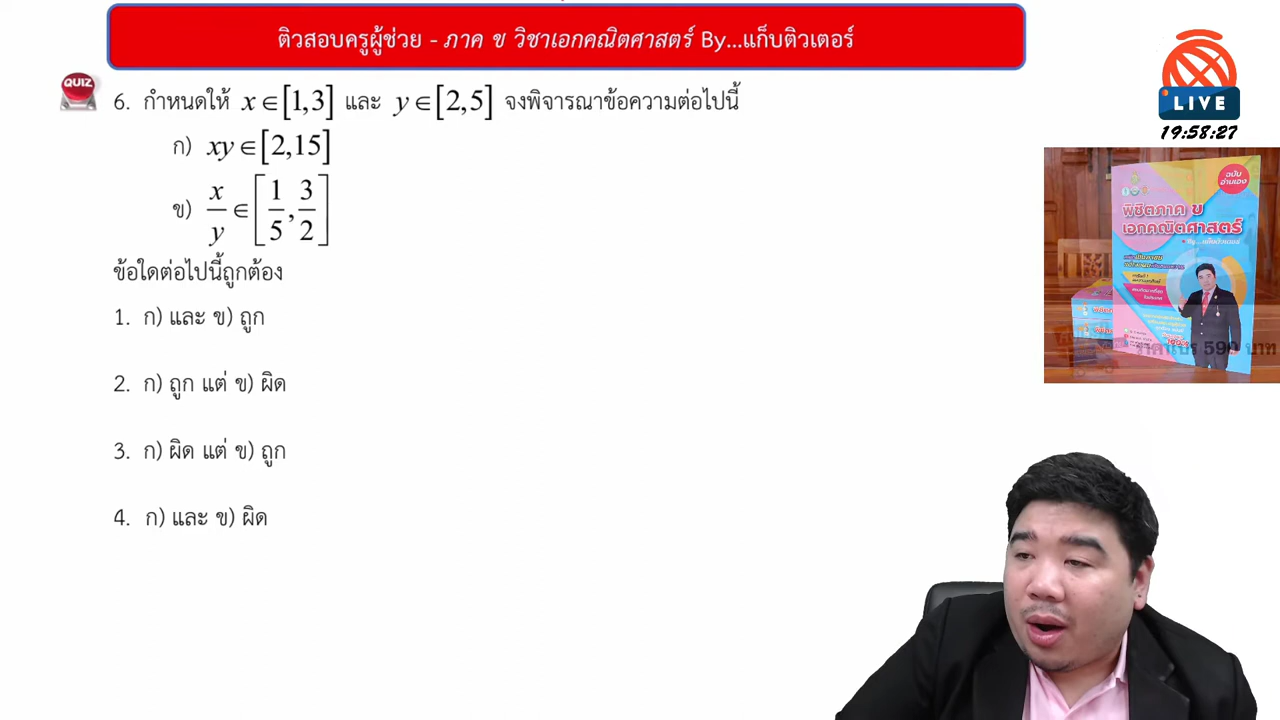 ติวสอบครูผู้ช่วย - ภาค ข วิชาเอกคณิตศาสตร์ By...แก็บติวเตอร์
QUIZ
6. กำหนดให้ x ∈ [1,3] และ y ∈ [2,5] จงพิจารณาข้อความต่อไปนี้
ก) xy ∈ [2,15]
ข) x/y ∈ [1/5, 3/2]
ข้อใดต่อไปนี้ถูกต้อง
1. ก) และ ข) ถูก
2. ก) ถูก แต่ ข) ผิด
3. ก) ผิด แต่ ข) ถูก
4. ก) และ ข) ผิด
LIVE
19:58:27
ฉบับ
อ่านเอง
พิชิตภาค ข
เอกคณิตศาสตร์
590 บาท